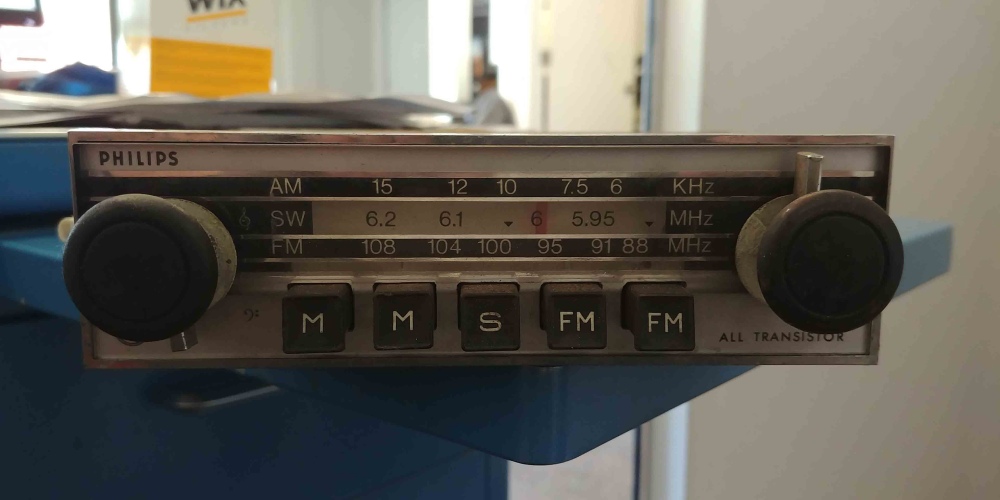 WIX
PHILIPS
AM 15 12 10 7.5 6 KHz
SW 6.2 6.1 6 5.95 MHz
FM 108 104 100 95 91 88 MHz
M M S FM FM
ALL TRANSISTOR